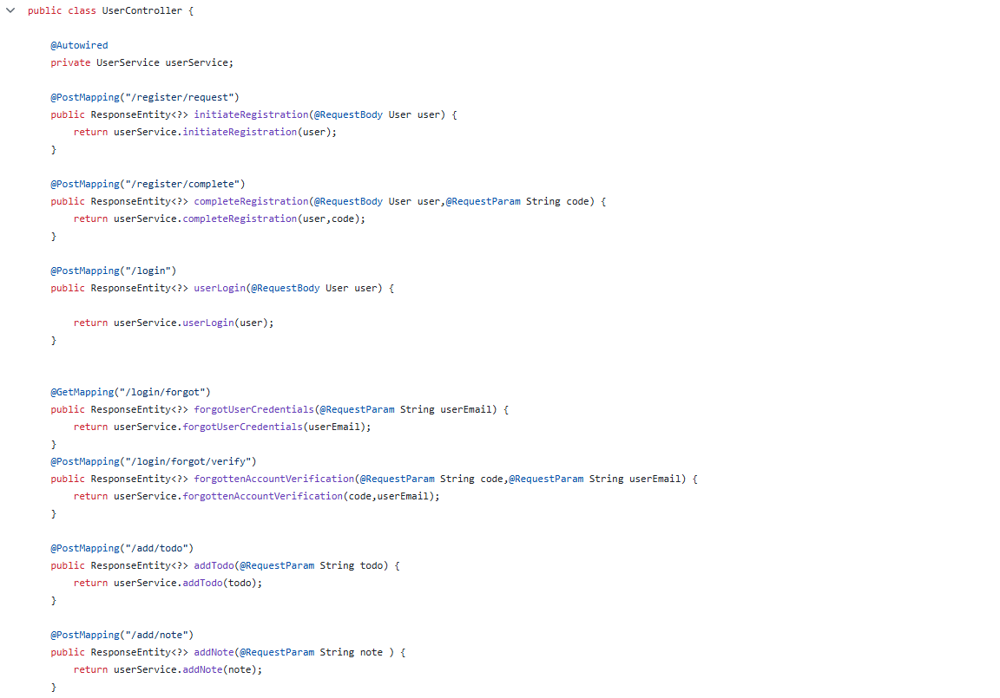 public class UserController {
@Autowired
private UserService userService;
@PostMapping("/register/request")
public ResponseEntity<?> initiateRegistration(@RequestBody User user) {
return userService.initiateRegistration(user);
}
@PostMapping("/register/complete")
public ResponseEntity<?> completeRegistration(@RequestBody User user,@RequestParam String code) {
return userService.completeRegistration(user,code);
}
@PostMapping("/login")
public ResponseEntity<?> userLogin(@RequestBody User user) {
return userService.userLogin(user);
}
@GetMapping("/login/forgot")
public ResponseEntity<?> forgotUserCredentials(@RequestParam String userEmail) {
return userService.forgotUserCredentials(userEmail);
}
@PostMapping("/login/forgot/verify")
public ResponseEntity<?> forgottenAccountVerification(@RequestParam String code,@RequestParam String userEmail) {
return userService.forgottenAccountVerification(code,userEmail);
}
@PostMapping("/add/todo")
public ResponseEntity<?> addTodo(@RequestParam String todo) {
return userService.addTodo(todo);
}
@PostMapping("/add/note")
public ResponseEntity<?> addNote(@RequestParam String note ) {
return userService.addNote(note);
}